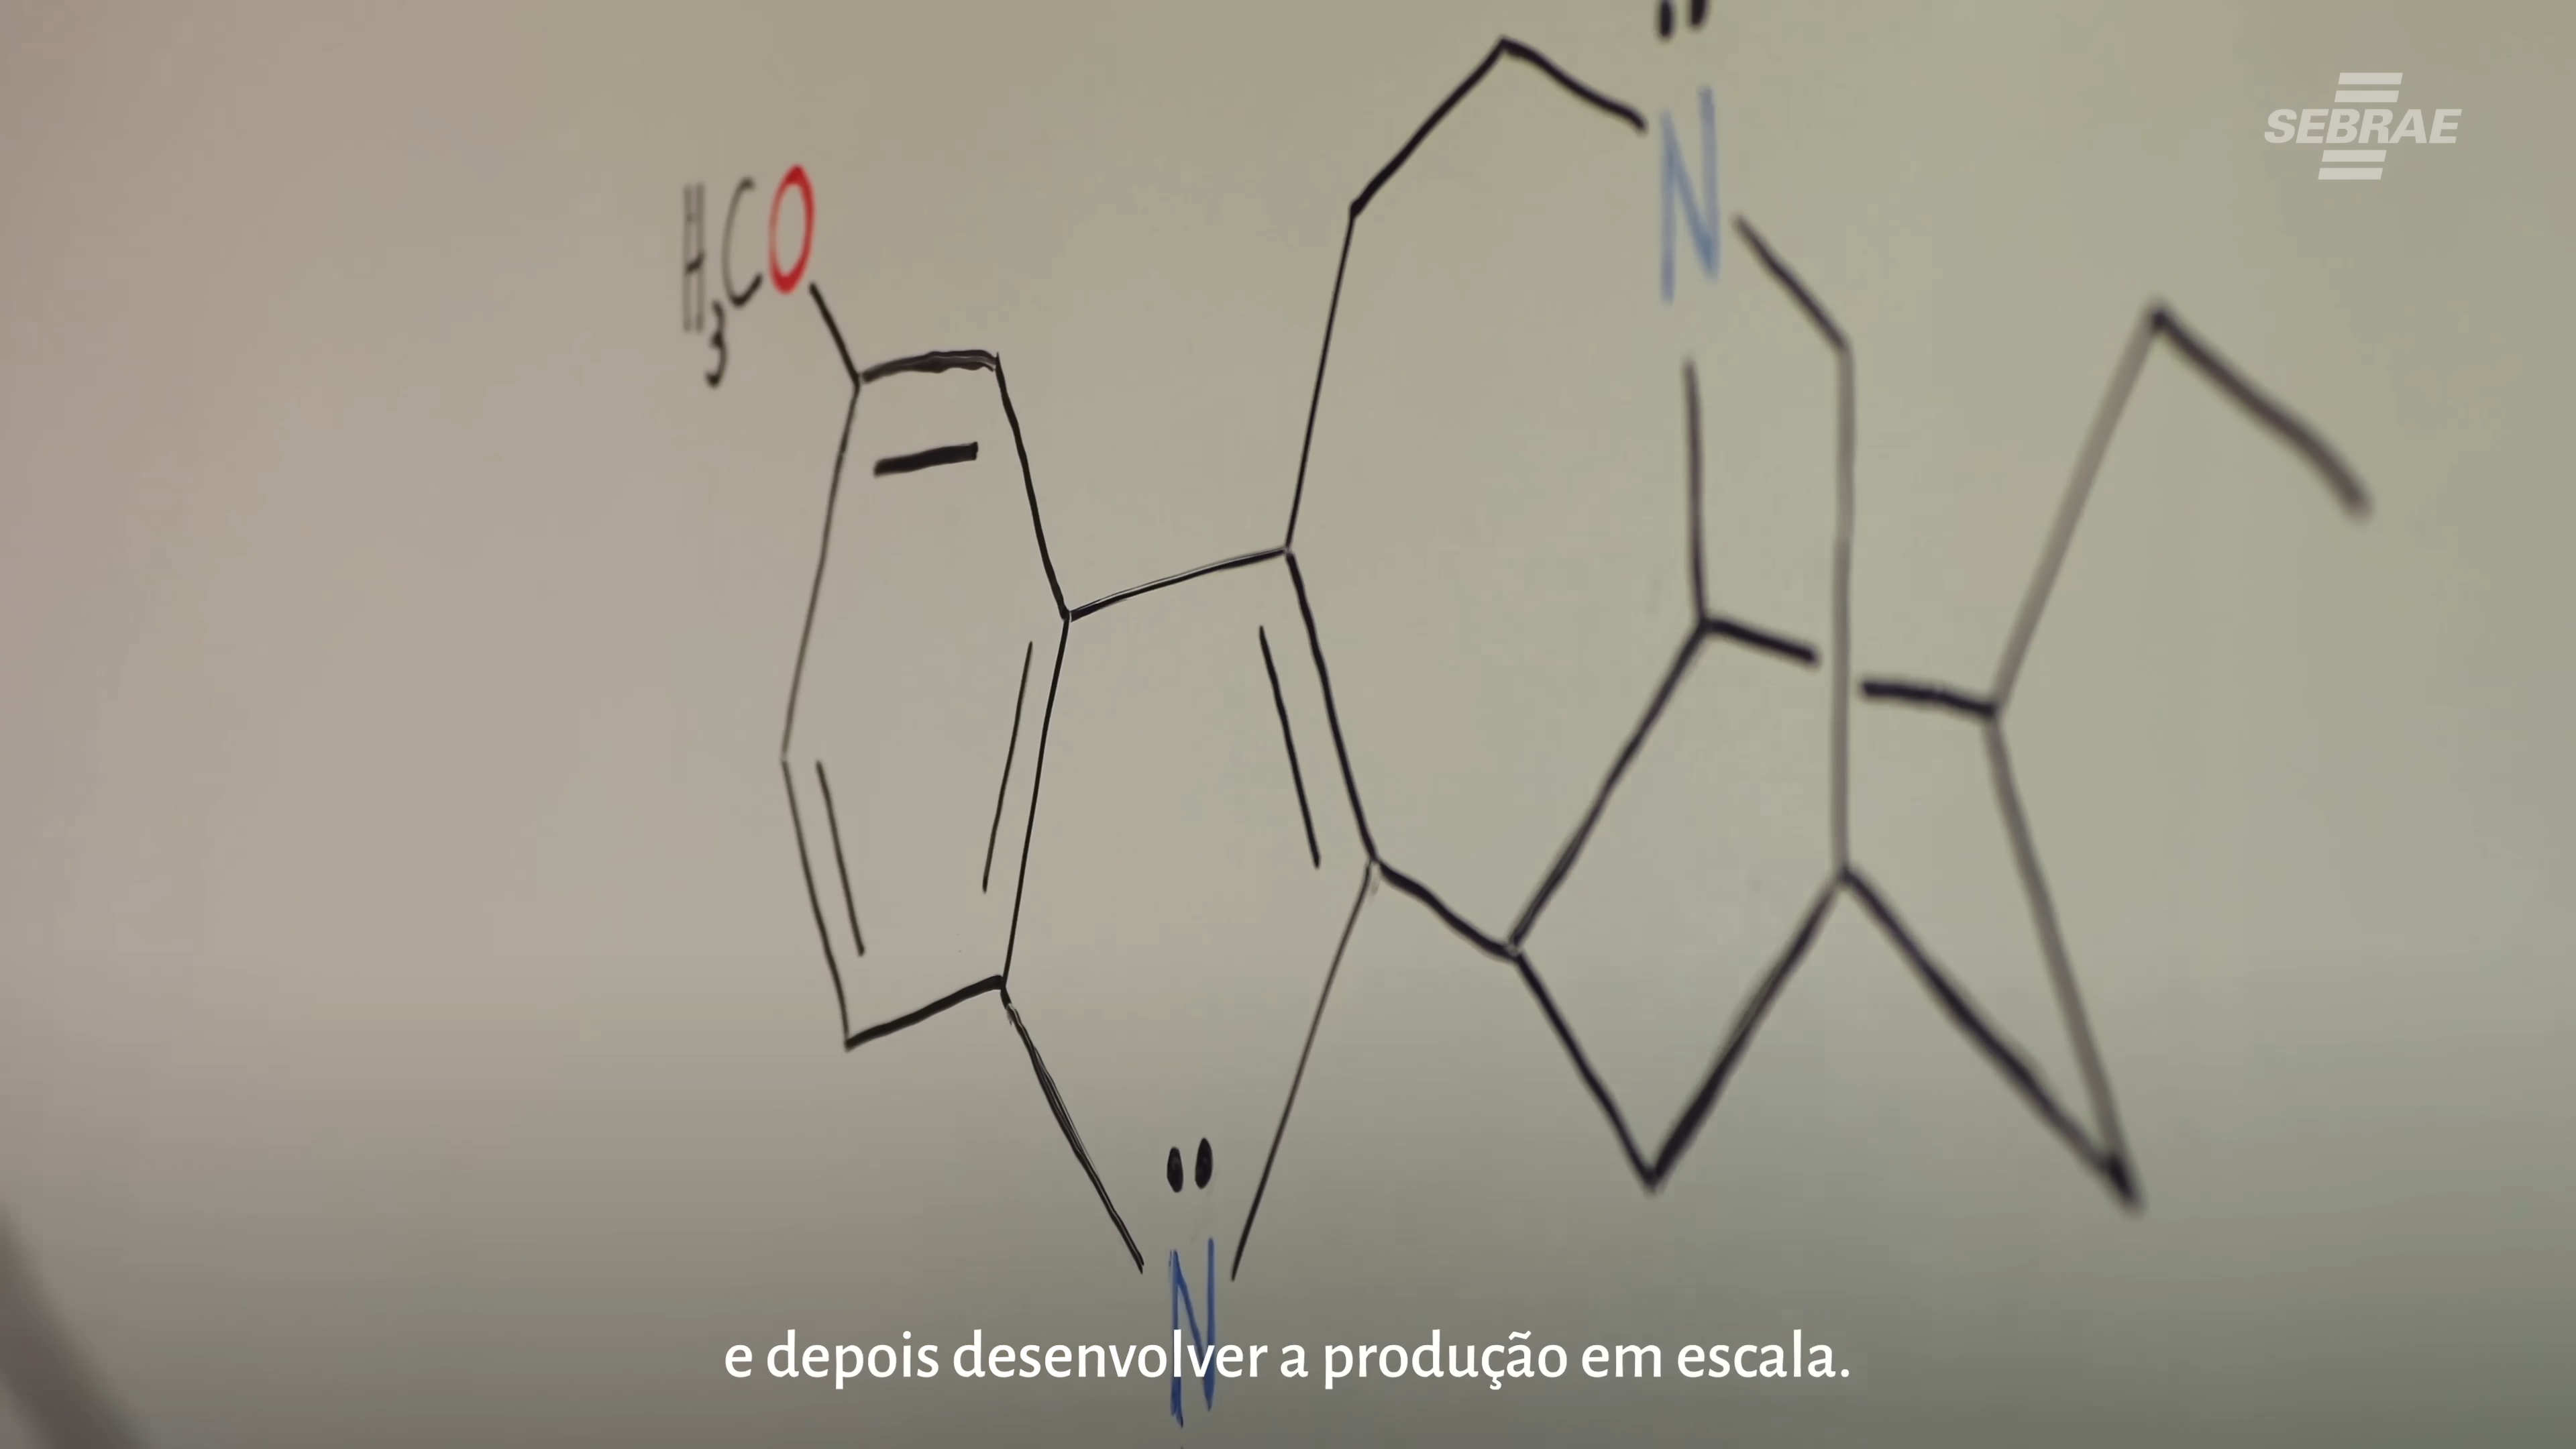 SEBRAE
H₃CO
N
N
e depois desenvolver a produção em escala.